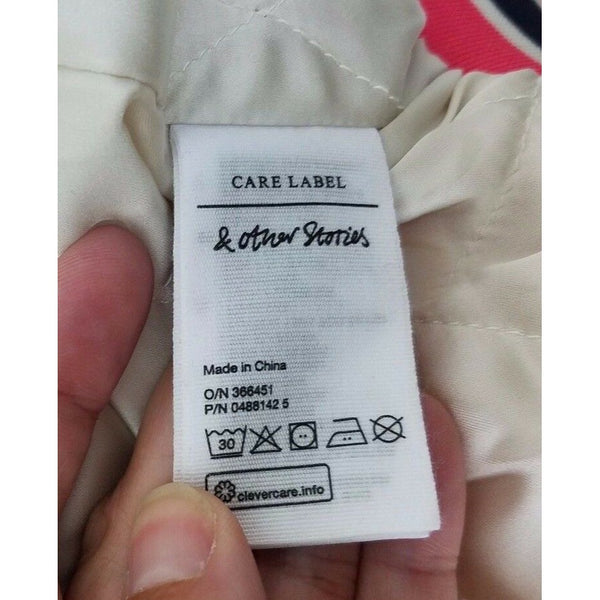 CARE LABEL
& other Stories
Made in China
O/N 366451
P/N 0488142 5
30
clevercare.info